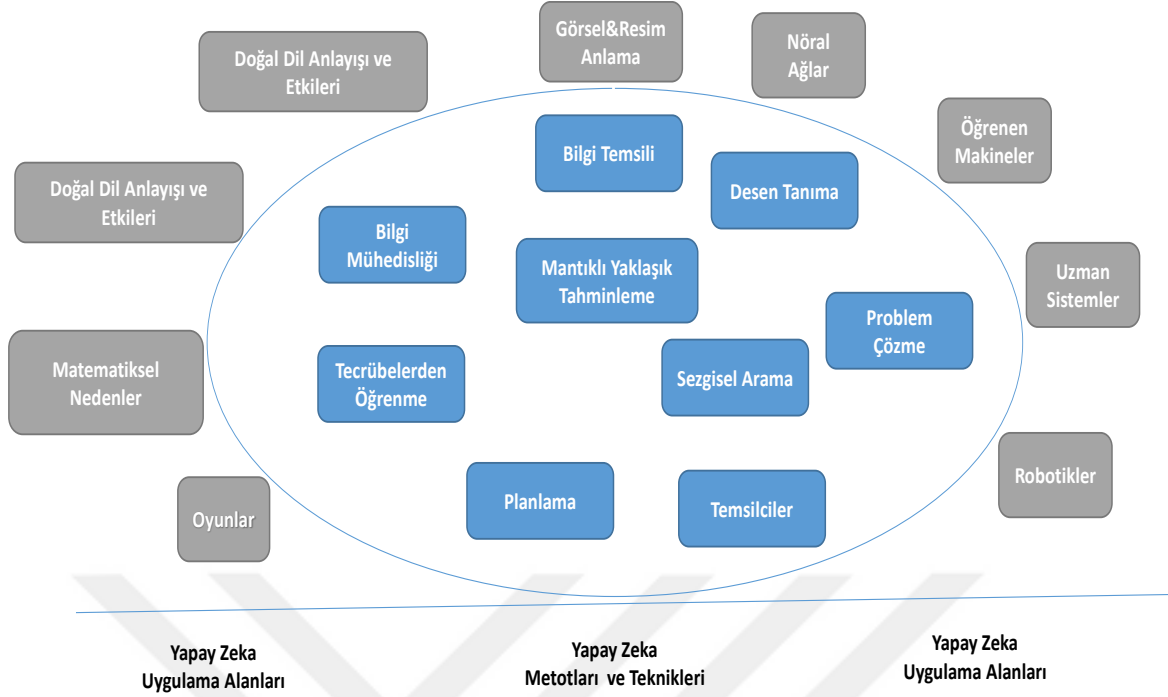 Görsel&Resim
Anlama
Nöral
Ağlar
Doğal Dil Anlayışı ve
Etkileri
Öğrenen
Makineler
Bilgi Temsili
Desen Tanıma
Doğal Dil Anlayışı ve
Etkileri
Bilgi
Mühedisliği
Mantıklı Yaklaşık
Tahminleme
Uzman
Sistemler
Problem
Çözme
Matematiksel
Nedenler
Tecrübelerden
Öğrenme
Sezgisel Arama
Robotikler
Planlama
Temsilciler
Oyunlar
Yapay Zeka
Uygulama Alanları
Yapay Zeka
Metotları ve Teknikleri
Yapay Zeka
Uygulama Alanları